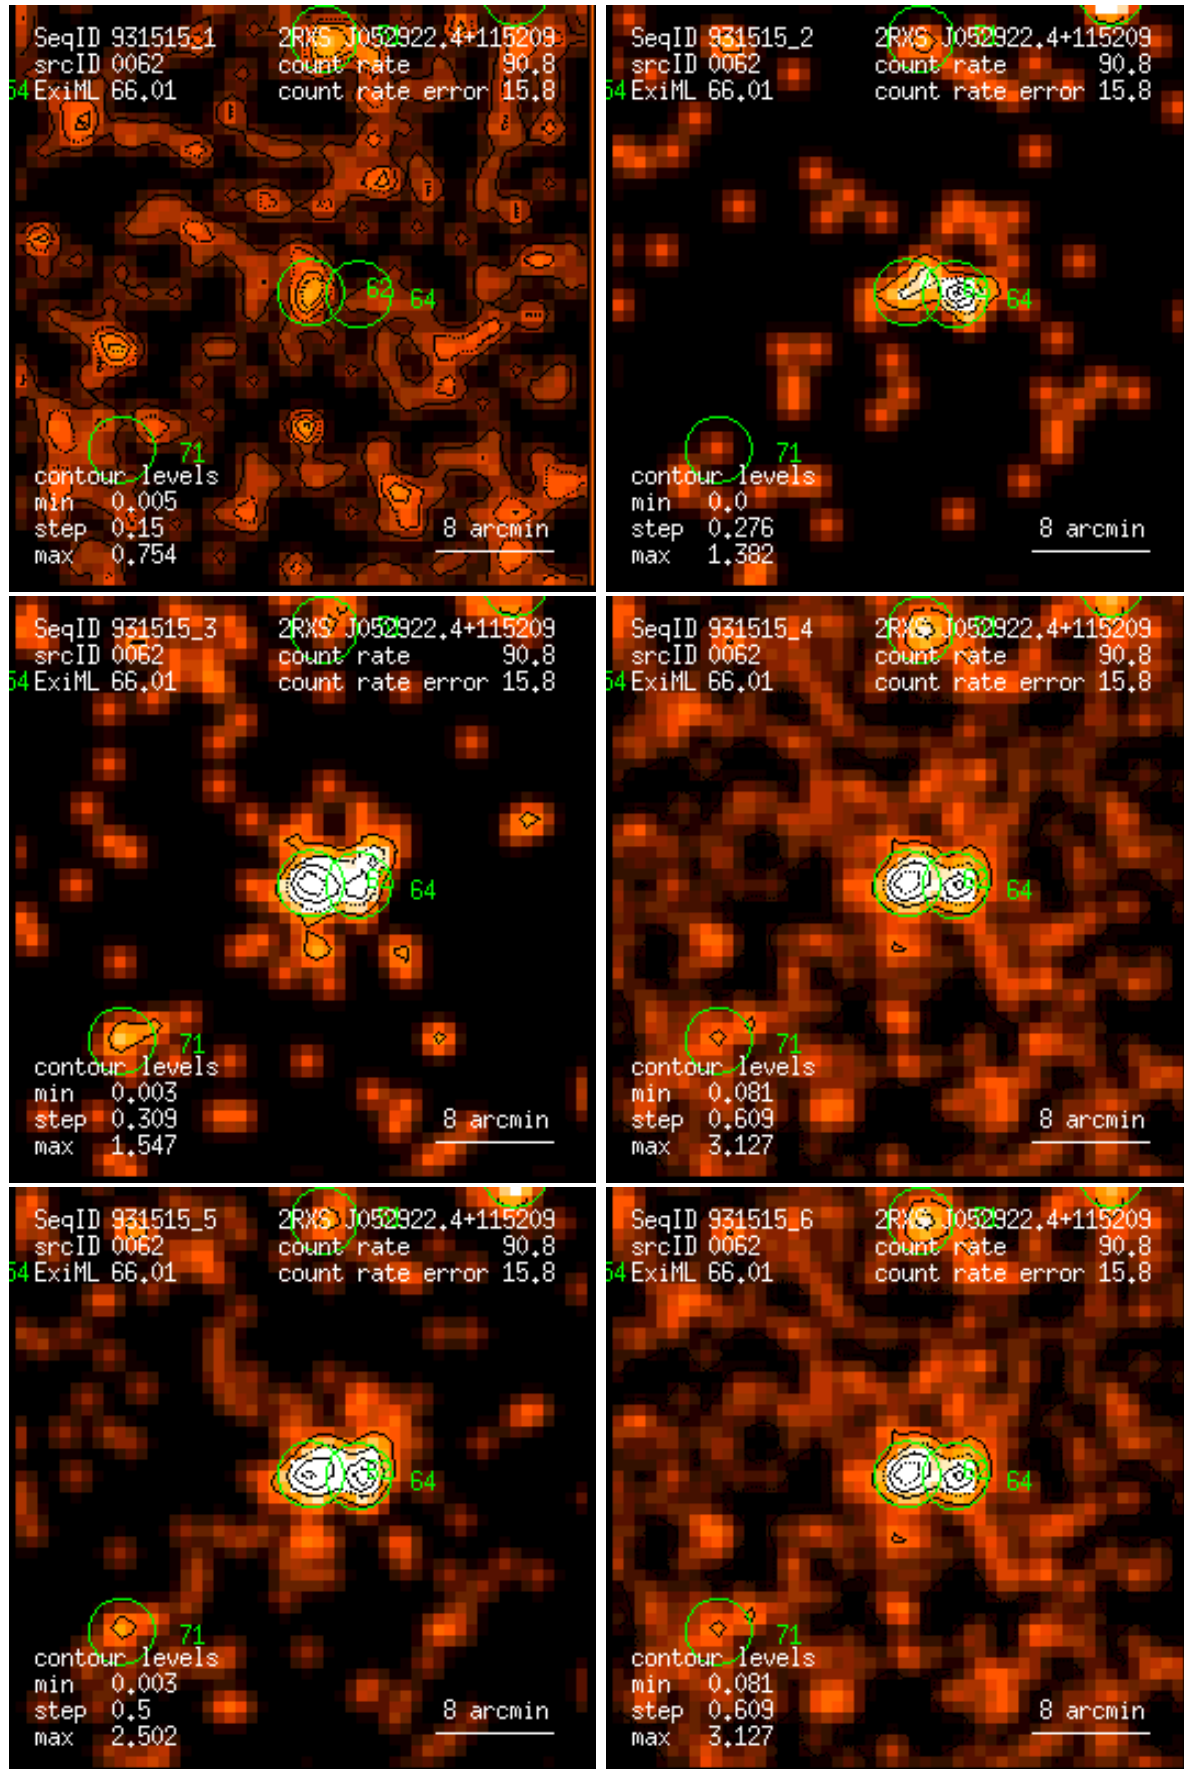 SeqID 931515_1 2RXS J052922.4+115209
srcID 0062 count rate 90.8
54 ExiML 66.01 count rate error 15.8
62 64
71
contour levels
min 0.005
step 0.15 8 arcmin
max 0.754
SeqID 931515_2 2RXS J052922.4+115209
srcID 0062 count rate 90.8
54 ExiML 66.01 count rate error 15.8
64
71
contour levels
min 0.0
step 0.276 8 arcmin
max 1.382
SeqID 931515_3 2RXS J052922.4+115209
srcID 0062 count rate 90.8
54 ExiML 66.01 count rate error 15.8
62 64
71
contour levels
min 0.003
step 0.309 8 arcmin
max 1.547
SeqID 931515_4 2RXS J052922.4+115209
srcID 0062 count rate 90.8
54 ExiML 66.01 count rate error 15.8
62 64
71
contour levels
min 0.081
step 0.609 8 arcmin
max 3.127
SeqID 931515_5 2RXS J052922.4+115209
srcID 0062 count rate 90.8
54 ExiML 66.01 count rate error 15.8
62 64
71
contour levels
min 0.003
step 0.5 8 arcmin
max 2.502
SeqID 931515_6 2RXS J052922.4+115209
srcID 0062 count rate 90.8
54 ExiML 66.01 count rate error 15.8
62 64
71
contour levels
min 0.081
step 0.609 8 arcmin
max 3.127